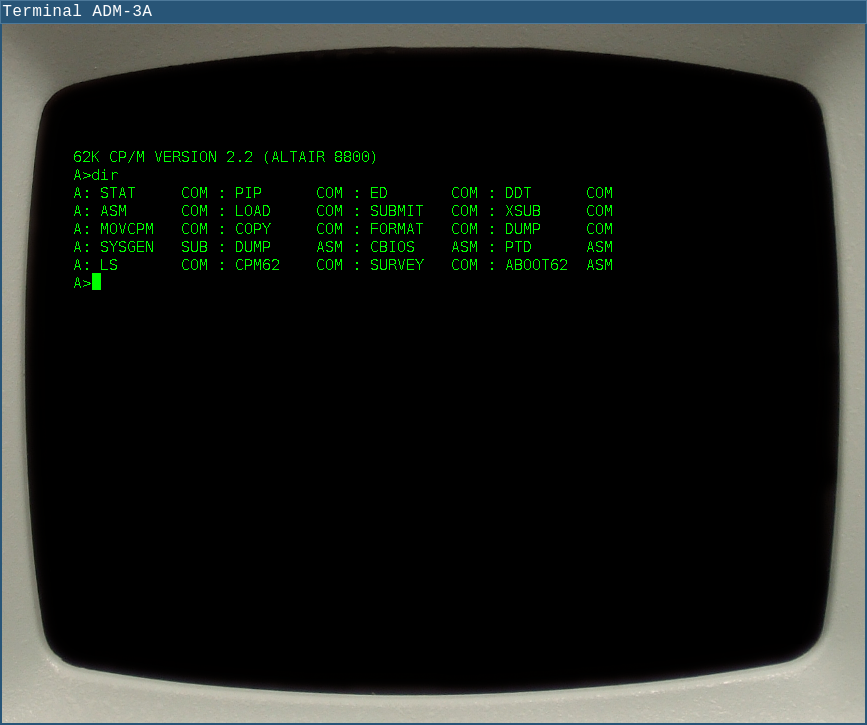 Terminal ADM-3A
62K CP/M VERSION 2.2 (ALTAIR 8800)
A>dir
A: STAT     COM : PIP      COM : ED       COM : DDT      COM
A: ASM      COM : LOAD     COM : SUBMIT   COM : XSUB     COM
A: MOVCPM   COM : COPY     COM : FORMAT   COM : DUMP     COM
A: SYSGEN   SUB : DUMP     ASM : CBIOS    ASM : PTD      ASM
A: LS       COM : CPM62    COM : SURVEY   COM : ABOOT62  ASM
A>